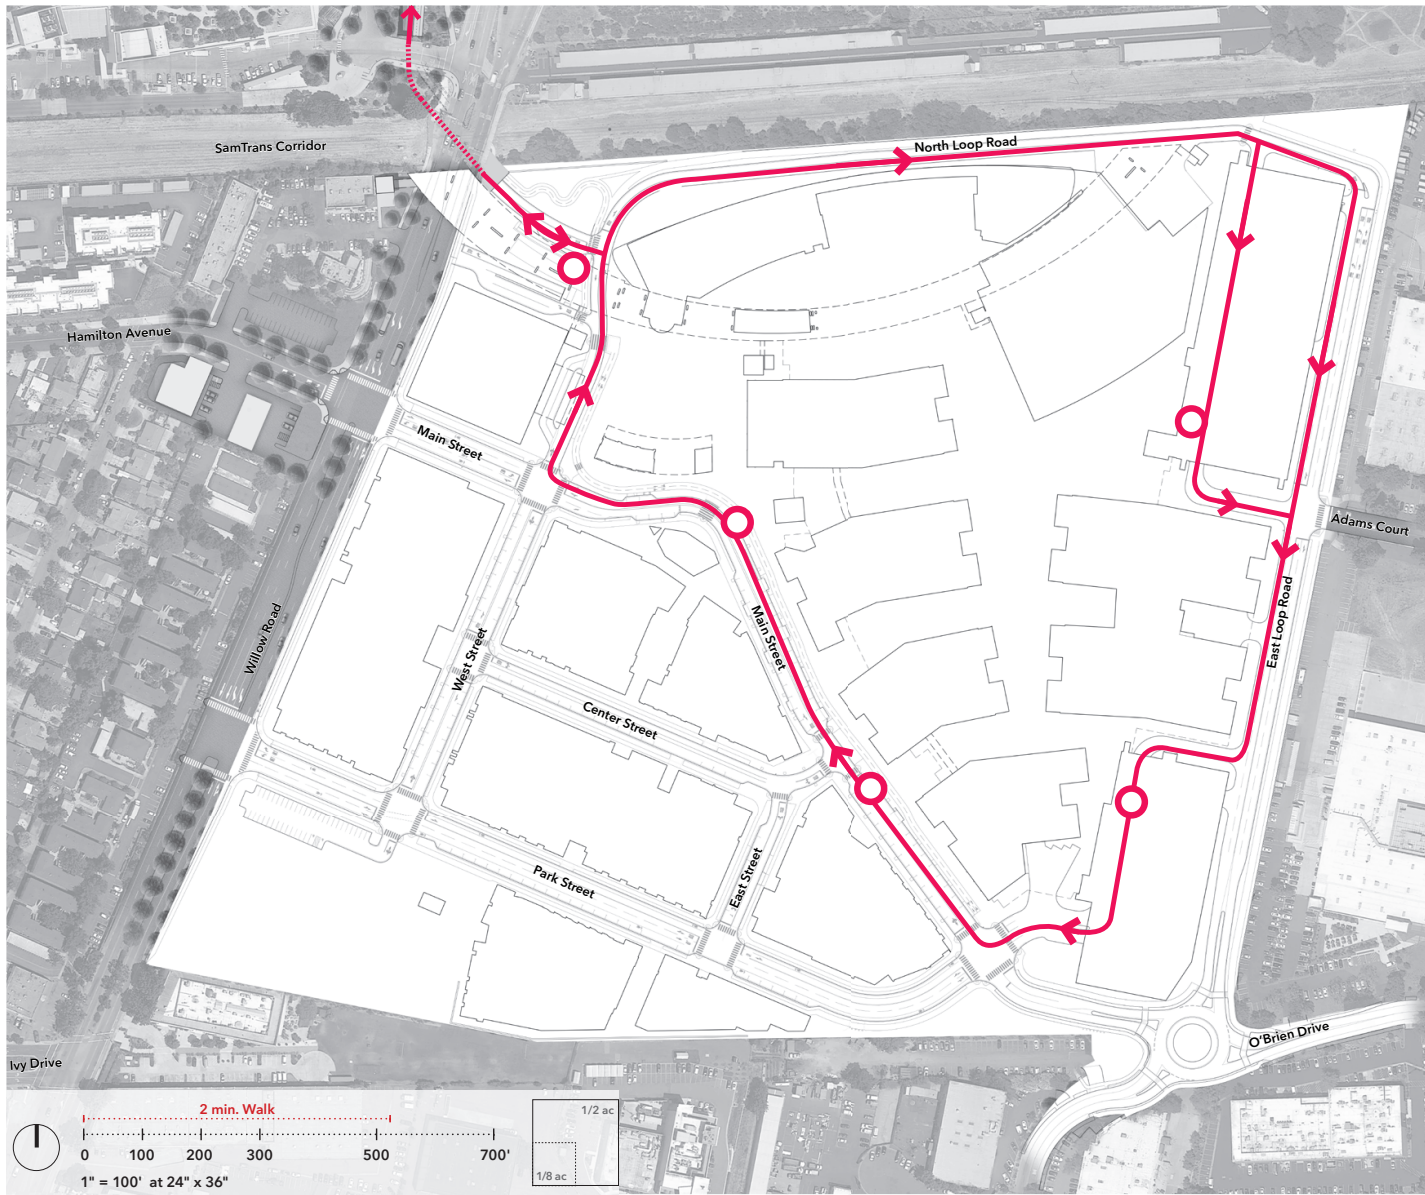 SamTrans Corridor
North Loop Road
Hamilton Avenue
Main Street
Adams Court
Willow Road
West Street
Main Street
East Loop Road
Center Street
Park Street
East Street
O'Brien Drive
Ivy Drive
2 min. Walk
0 100 200 300 500 700'
1" = 100' at 24" x 36"
1/2 ac
1/8 ac